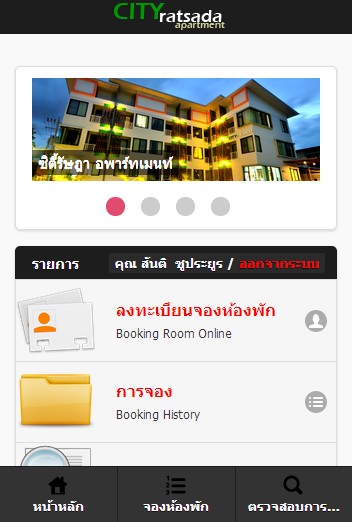 CITYratsada
apartment
ซิตี้รัษฎา อพาร์ทเมนท์
รายการ
คุณ สันติ ชูประยูร / ออกจากระบบ
ลงทะเบียนจองห้องพัก
Booking Room Online
การจอง
Booking History
หน้าหลัก
จองห้องพัก
ตรวจสอบการ...